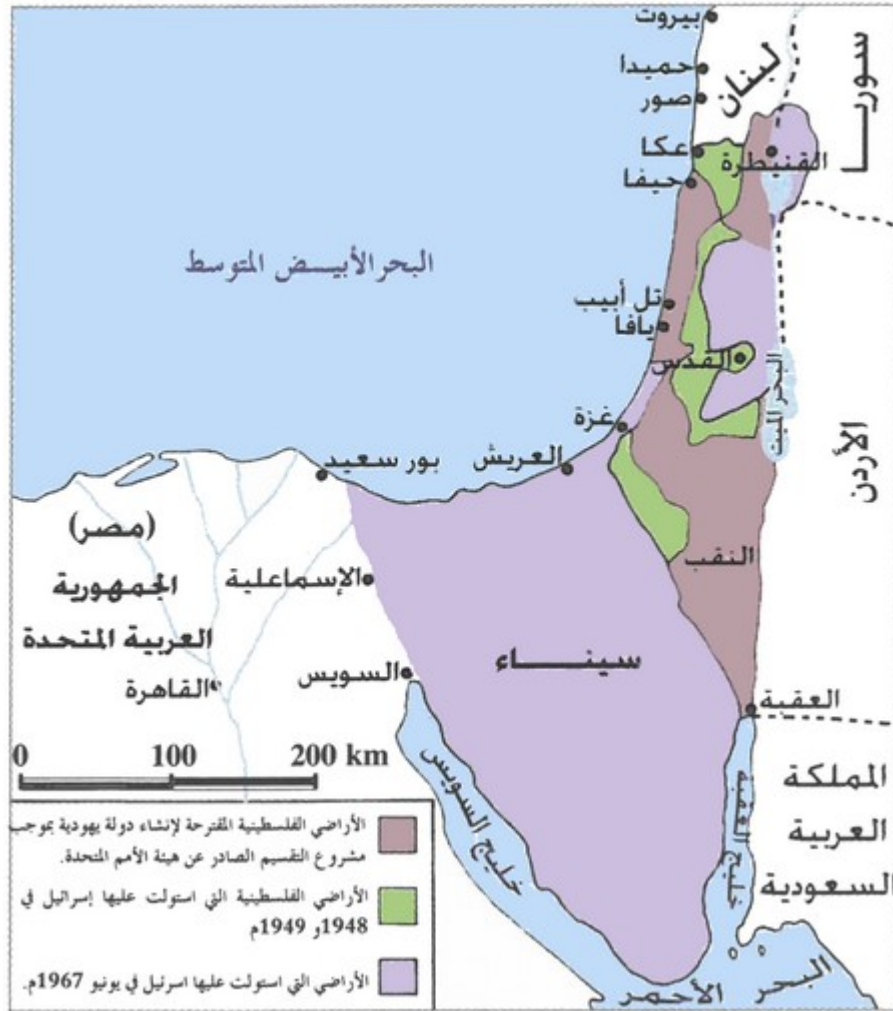 بيروت
حميدا
صور
عكا
حيفا
لبنان
سوريا
القنيطرة
البحر الأبيض المتوسط
تل أبيب
يافا
القدس
البحر الميت
الأردن
غزة
العريش
بور سعيد
(مصر)
الجمهورية
العربية المتحدة
القاهرة
الإسماعلية
السويس
سيناء
النقب
العقبة
خليج السويس
خليج العقبة
المملكة
العربية
السعودية
البحر الأحمر
0 100 200 km
الأراضي الفلسطينية المقترحة لإنشاء دولة يهودية بموجب
مشروع التقسيم الصادر عن هيئة الأمم المتحدة.
الأراضي الفلسطينية التي استولت عليها إسرائيل في
1948و 1949م
الأراضي التي استولت عليها اسرئيل في يونيو 1967م.